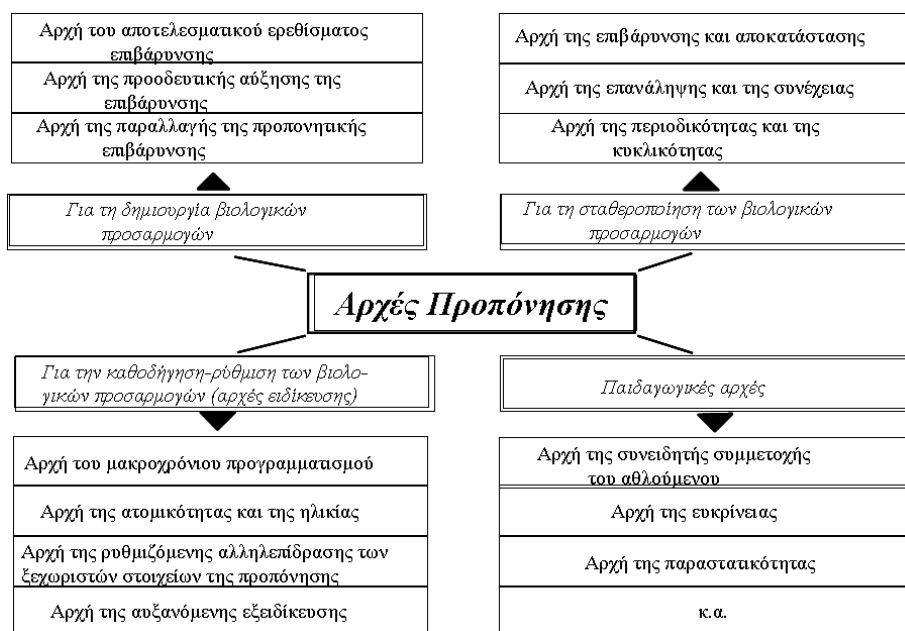 Αρχή του αποτελεσματικού ερεθίσματος
επιβάρυνσης
Αρχή της προοδευτικής αύξησης της
επιβάρυνσης
Αρχή της παραλλαγής της προπονητικής
επιβάρυνσης
Για τη δημιουργία βιολογικών
προσαρμογών
Αρχή της επιβάρυνσης και αποκατάστασης
Αρχή της επανάληψης και της συνέχειας
Αρχή της περιοδικότητας και της
κυκλικότητας
Για τη σταθεροποίηση των βιολογικών
προσαρμογών
Αρχές Προπόνησης
Για την καθοδήγηση-ρύθμιση των βιολο-
γικών προσαρμογών (αρχές ειδίκευσης)
Αρχή του μακροχρόνιου προγραμματισμού
Αρχή της ατομικότητας και της ηλικίας
Αρχή της ρυθμιζόμενης αλληλεπίδρασης των
ξεχωριστών στοιχείων της προπόνησης
Αρχή της αυξανόμενης εξειδίκευσης
Παιδαγωγικές αρχές
Αρχή της συνειδητής συμμετοχής
του αθλούμενου
Αρχή της ευκρίνειας
Αρχή της παραστατικότητας
κ.α.